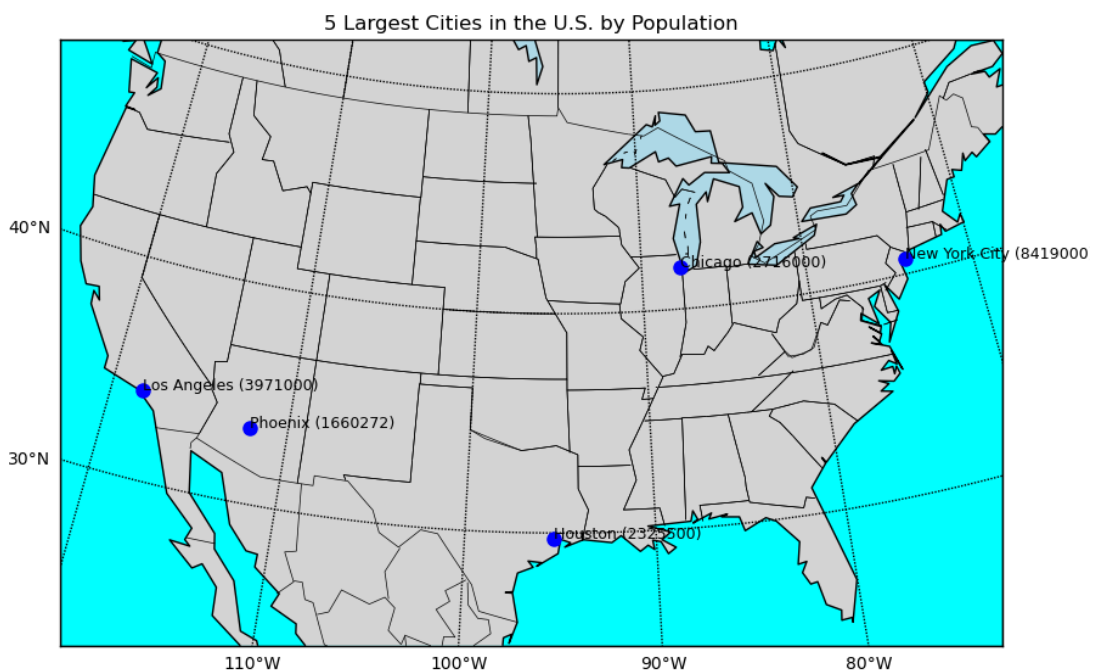 5 Largest Cities in the U.S. by Population
40°N
New York City (8419000
Chicago (2716000)
Los Angeles (3971000)
Phoenix (1660272)
30°N
Houston (2325500)
110°W 100°W 90°W 80°W